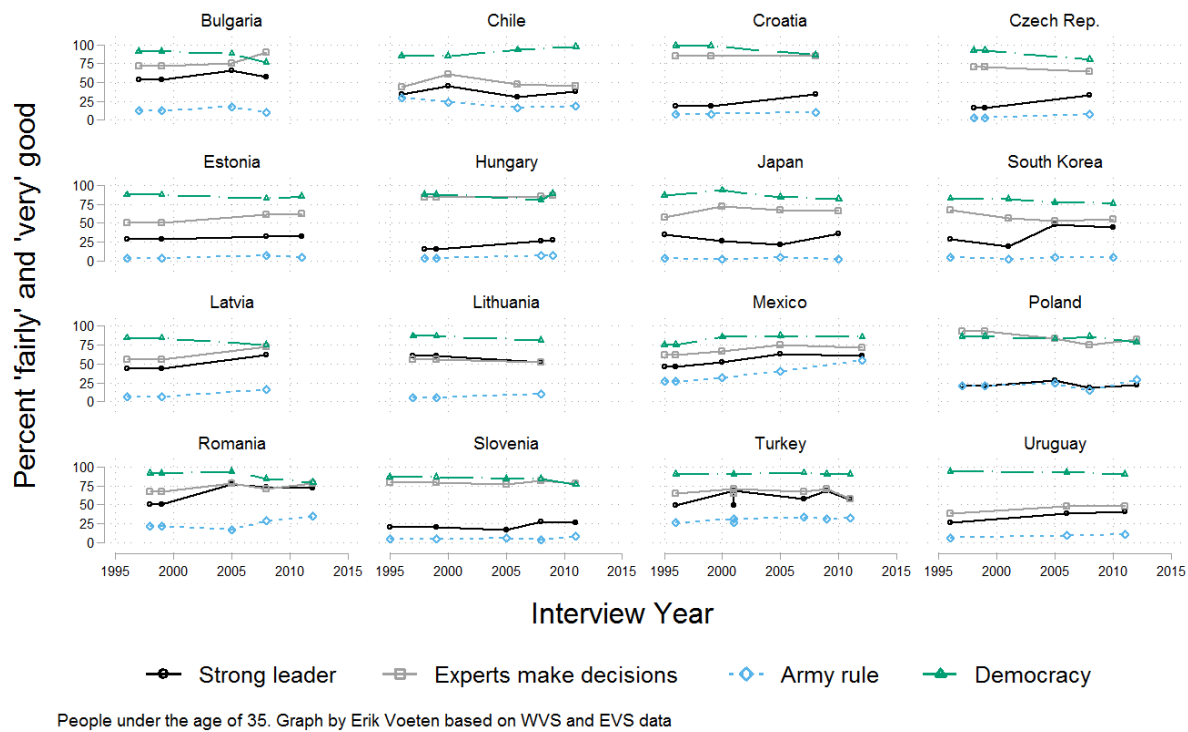 Bulgaria Chile Croatia Czech Rep.
100
75
50
25
0
Estonia Hungary Japan South Korea
100
75
50
25
0
Latvia Lithuania Mexico Poland
100
75
50
25
0
Romania Slovenia Turkey Uruguay
100
75
50
25
0
1995 2000 2005 2010 2015 1995 2000 2005 2010 2015 1995 2000 2005 2010 2015 1995 2000 2005 2010 2015
Percent 'fairly' and 'very' good
Interview Year
Strong leader Experts make decisions Army rule Democracy
People under the age of 35. Graph by Erik Voeten based on WVS and EVS data